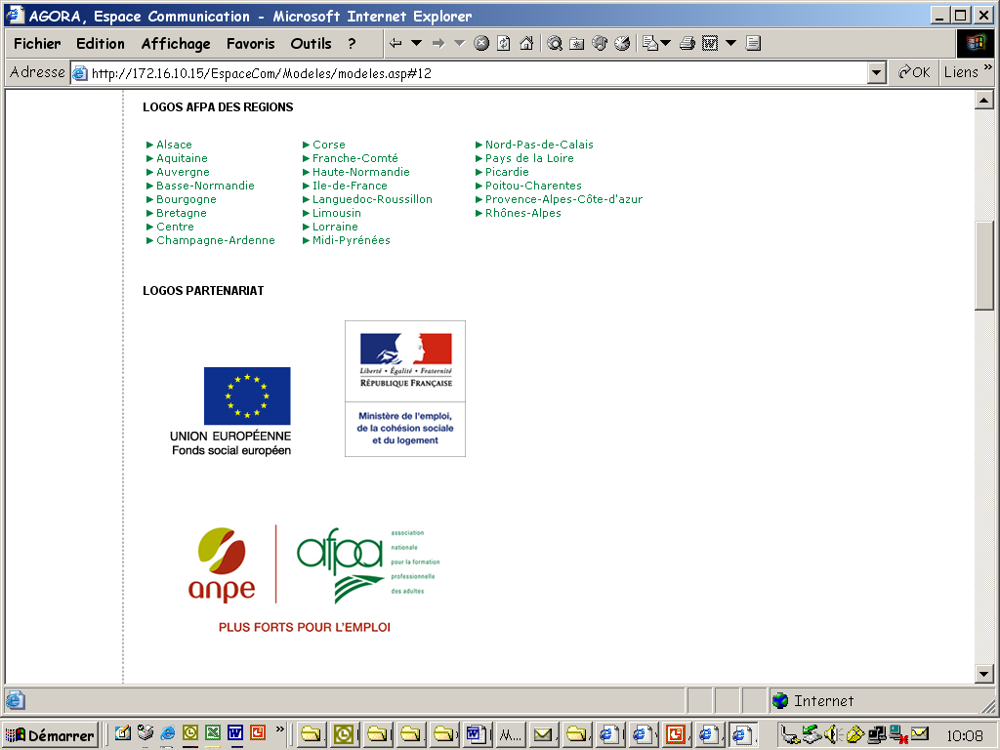 AGORA, Espace Communication - Microsoft Internet Explorer
Fichier Edition Affichage Favoris Outils ?
Adresse http://172.16.10.15/EspaceCom/Modeles/modeles.asp#12 OK Liens »
LOGOS AFPA DES REGIONS
Alsace Corse Nord-Pas-de-Calais
Aquitaine Franche-Comté Pays de la Loire
Auvergne Haute-Normandie Picardie
Basse-Normandie Ile-de-France Poitou-Charentes
Bourgogne Languedoc-Roussillon Provence-Alpes-Côte-d'azur
Bretagne Limousin Rhônes-Alpes
Centre Lorraine
Champagne-Ardenne Midi-Pyrénées
LOGOS PARTENARIAT
UNION EUROPÉENNE
Fonds social européen
Liberté • Égalité • Fraternité
RÉPUBLIQUE FRANÇAISE
Ministère de l'emploi,
de la cohésion sociale
et du logement
anpe
afpa
association
nationale
pour la formation
professionnelle
des adultes
PLUS FORTS POUR L'EMPLOI
Internet
Démarrer » M... 10:08